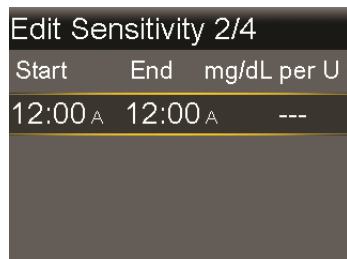 Edit Sensitivity 2/4
Start End mg/dL per U
12:00 A 12:00 A ---